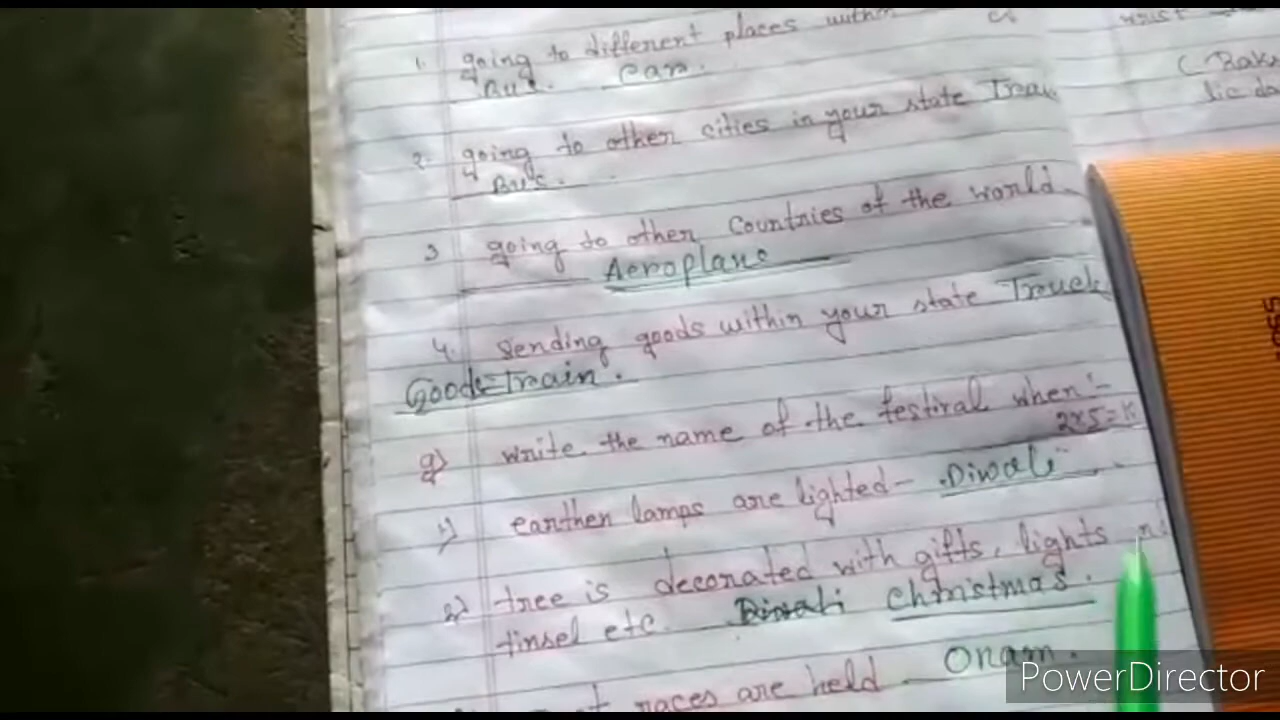 1. going to different places within
Bus. Car.
2. going to other cities in your state
Bus.
3 going to other countries of the world
Aeroplane
4. Sending goods within your state Truck
Goods Train.
g) write the name of the festival when:-
2x5=
1) earthen lamps are lighted- Diwali
2) tree is decorated with gifts, lights
tinsel etc. Diwali Christmas.
races are held Onam.
wrist
PowerDirector